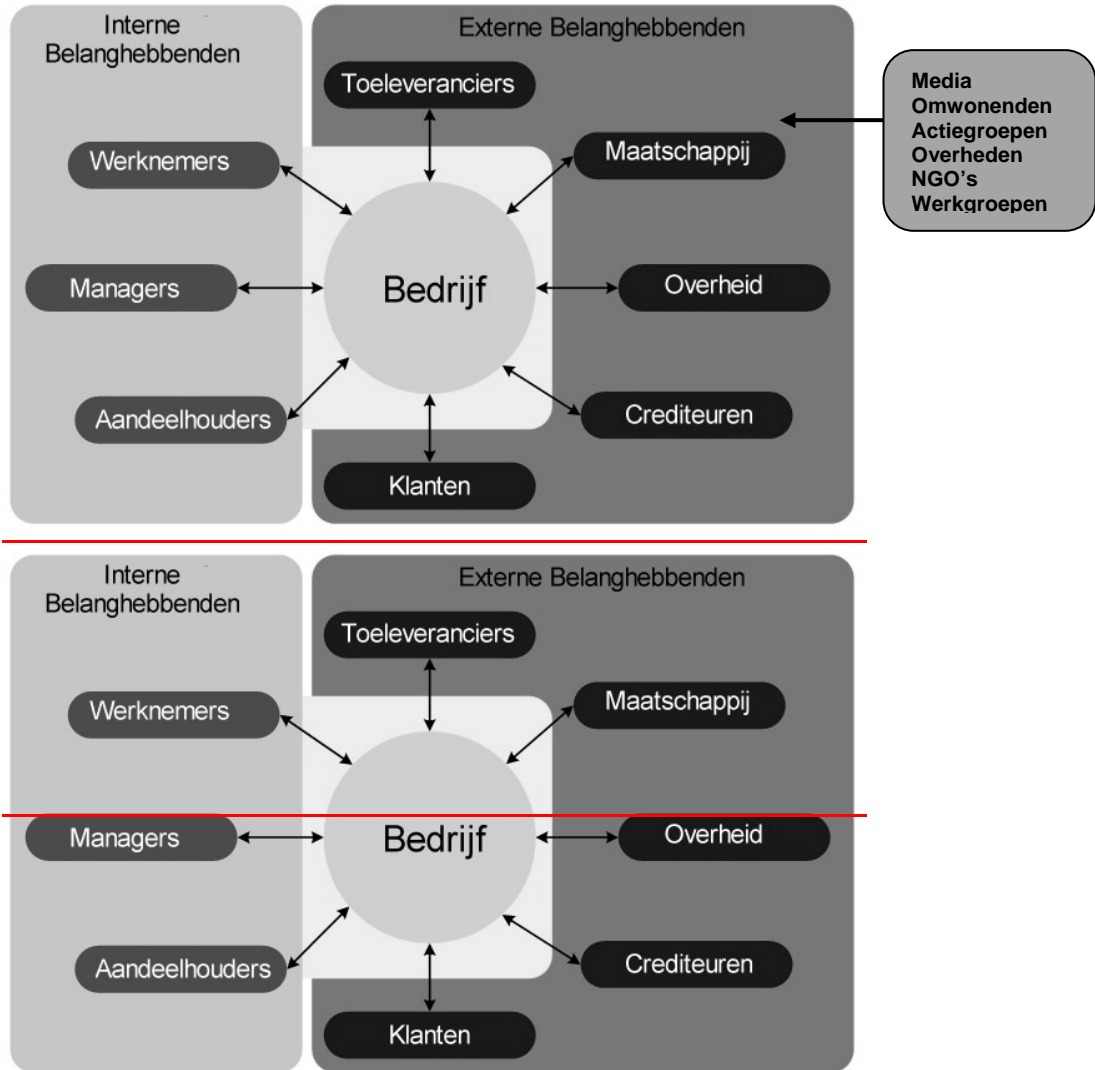 Interne
Belanghebbenden
Externe Belanghebbenden
Toeleveranciers
Werknemers
Maatschappij
Managers
Bedrijf
Overheid
Aandeelhouders
Crediteuren
Klanten
Media
Omwonenden
Actiegroepen
Overheden
NGO's
Werkgroepen
Interne
Belanghebbenden
Externe Belanghebbenden
Toeleveranciers
Werknemers
Maatschappij
Managers
Bedrijf
Overheid
Aandeelhouders
Crediteuren
Klanten